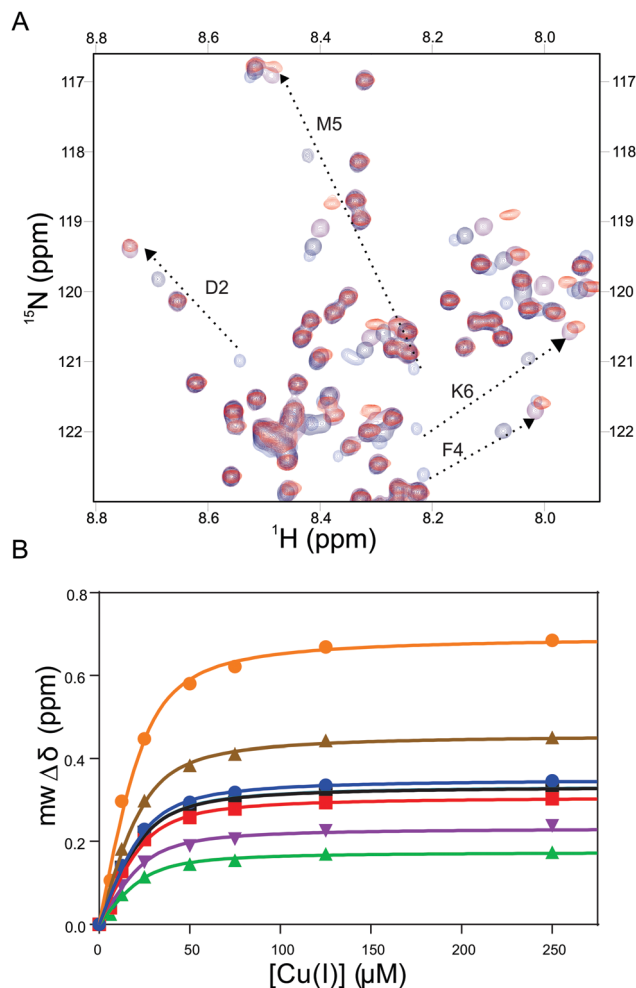 A
8.8 8.6 8.4 8.2 8.0
117 117
M5
118 118
119 119
D2
120 120
121 121
K6
F4
122 122
¹⁵N (ppm)
8.8 8.6 8.4 8.2 8.0
¹H (ppm)
B
0.8
0.6
0.4
0.2
0.0
mw Δδ (ppm)
0 50 100 150 200 250
[Cu(I)] (µM)